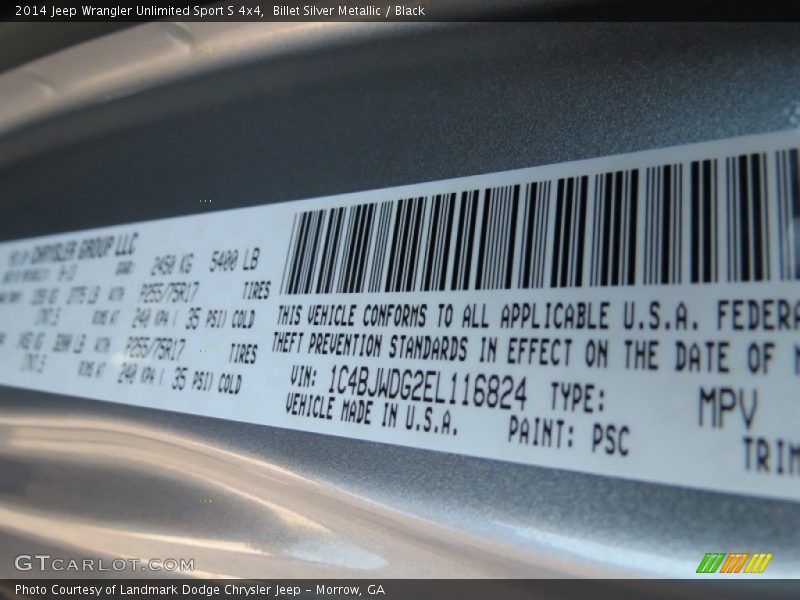 2014 Jeep Wrangler Unlimited Sport S 4x4, Billet Silver Metallic / Black
CHRYSLER GROUP LLC
2450 KG 5400 LB
P255/75R17 TIRES
240 KPA ( 35 PSI) COLD
P255/75R17 TIRES
240 KPA ( 35 PSI) COLD
THIS VEHICLE CONFORMS TO ALL APPLICABLE U.S.A. FEDERA
THEFT PREVENTION STANDARDS IN EFFECT ON THE DATE OF
VIN: 1C4BJWDG2EL116824 TYPE: MPV
VEHICLE MADE IN U.S.A. PAINT: PSC TRIM
GTCARLOT.COM
Photo Courtesy of Landmark Dodge Chrysler Jeep - Morrow, GA